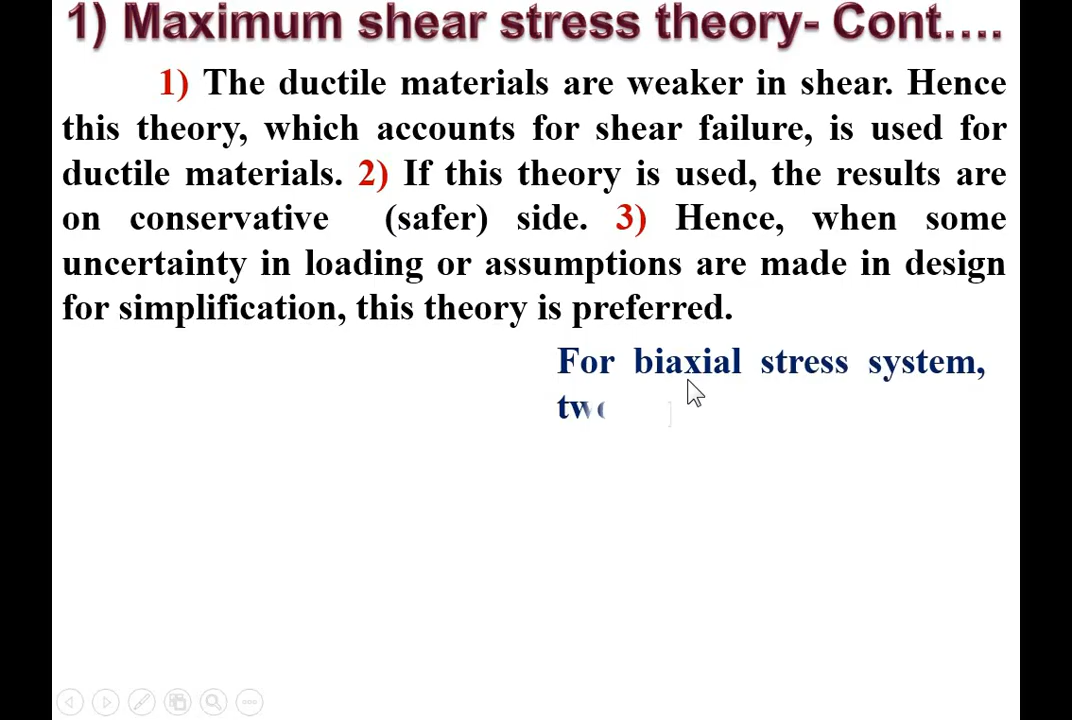 1) Maximum shear stress theory- Cont....
1) The ductile materials are weaker in shear. Hence
this theory, which accounts for shear failure, is used for
ductile materials. 2) If this theory is used, the results are
on conservative (safer) side. 3) Hence, when some
uncertainty in loading or assumptions are made in design
for simplification, this theory is preferred.
For biaxial stress system,